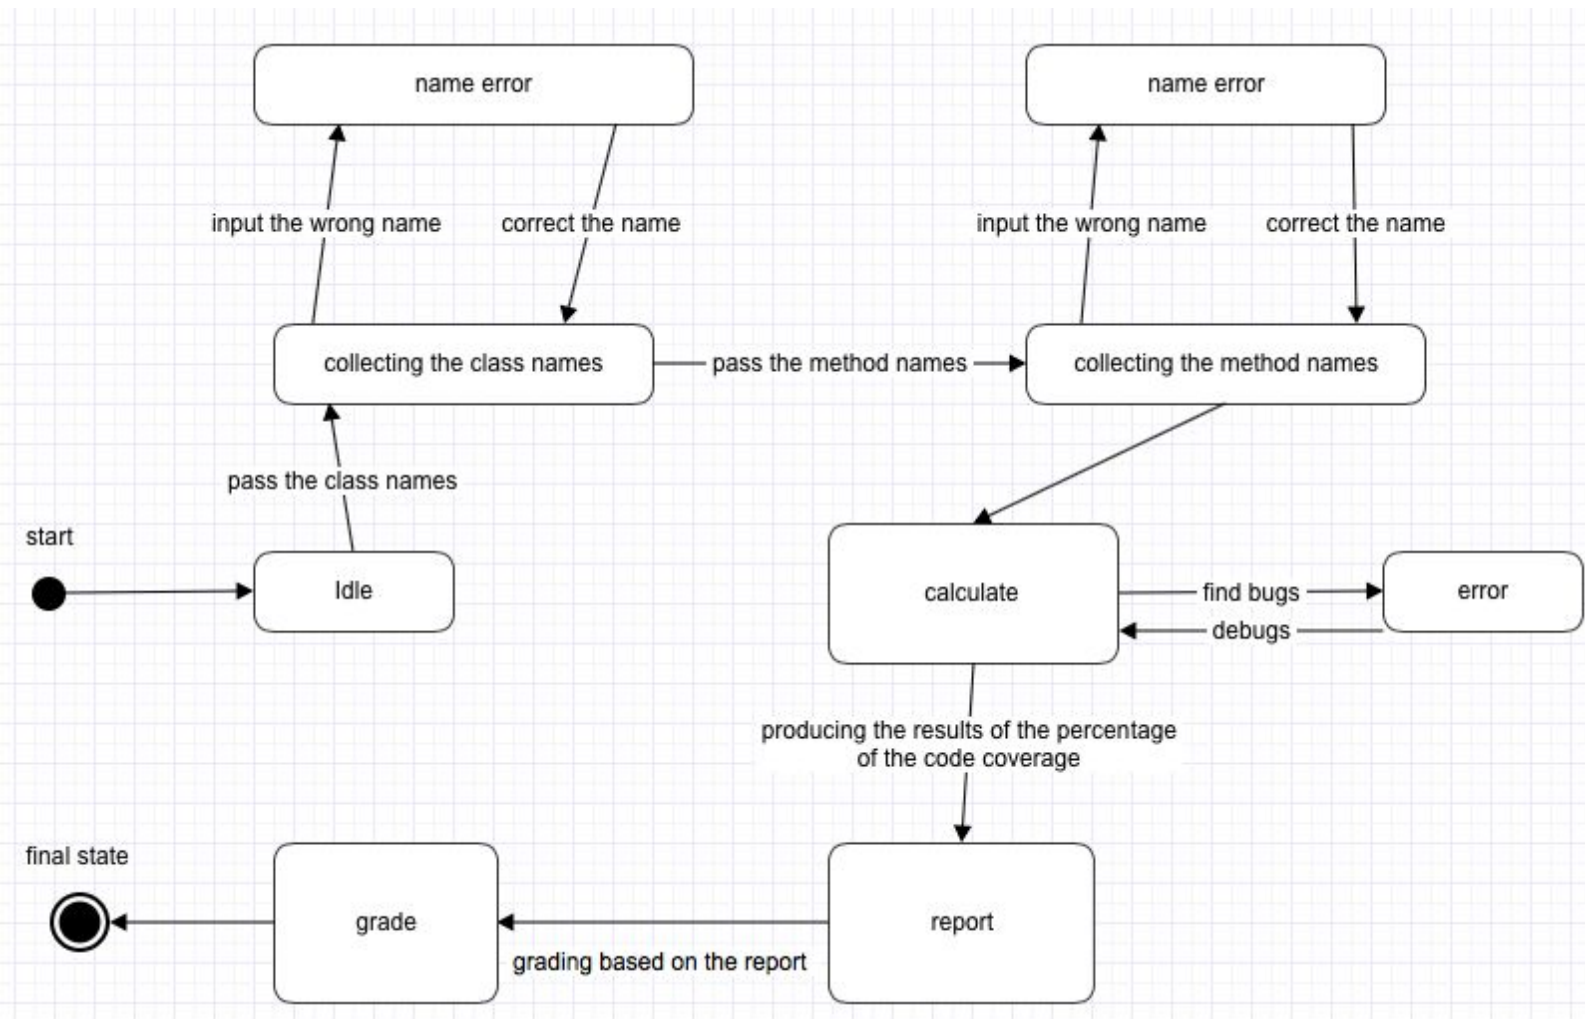 name error
name error
input the wrong name
correct the name
input the wrong name
correct the name
collecting the class names
pass the method names
collecting the method names
pass the class names
start
Idle
calculate
find bugs
error
debugs
producing the results of the percentage
of the code coverage
final state
grade
report
grading based on the report